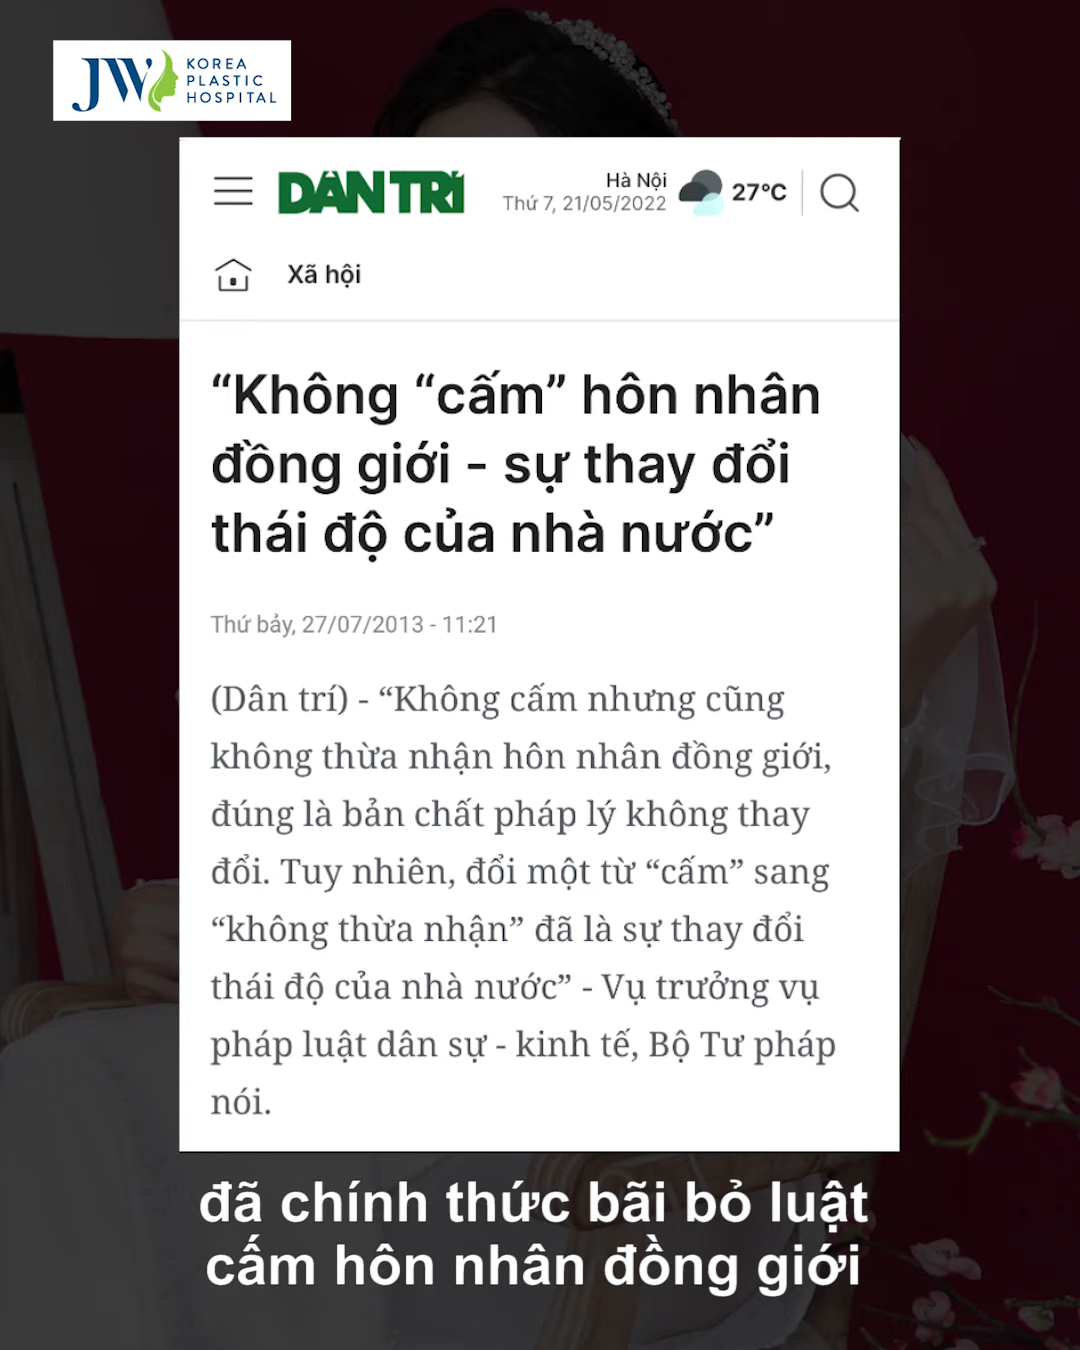 JW
KOREA
PLASTIC
HOSPITAL
DÂN TRÍ
Hà Nội
Thứ 7, 21/05/2022
27°C
Xã hội
“Không “cấm” hôn nhân
đồng giới - sự thay đổi
thái độ của nhà nước”
Thứ bảy, 27/07/2013 - 11:21
(Dân trí) - “Không cấm nhưng cũng
không thừa nhận hôn nhân đồng giới,
đúng là bản chất pháp lý không thay
đổi. Tuy nhiên, đổi một từ “cấm” sang
“không thừa nhận” đã là sự thay đổi
thái độ của nhà nước” - Vụ trưởng vụ
pháp luật dân sự - kinh tế, Bộ Tư pháp
nói.
đã chính thức bãi bỏ luật
cấm hôn nhân đồng giới